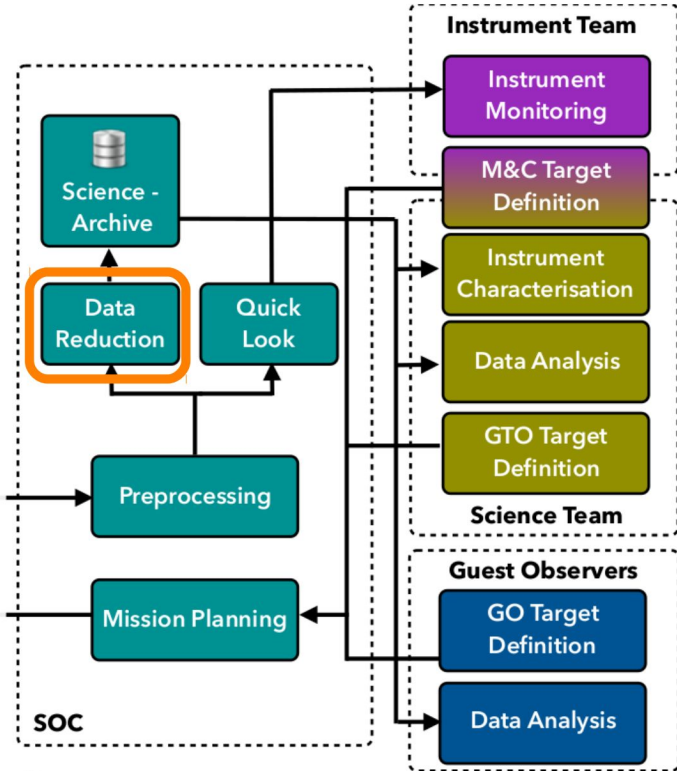 Instrument Team
Instrument
Monitoring
M&C Target
Definition
Science -
Archive
Instrument
Characterisation
Data
Reduction
Quick
Look
Data Analysis
GTO Target
Definition
Preprocessing
Science Team
Guest Observers
Mission Planning
GO Target
Definition
SOC
Data Analysis